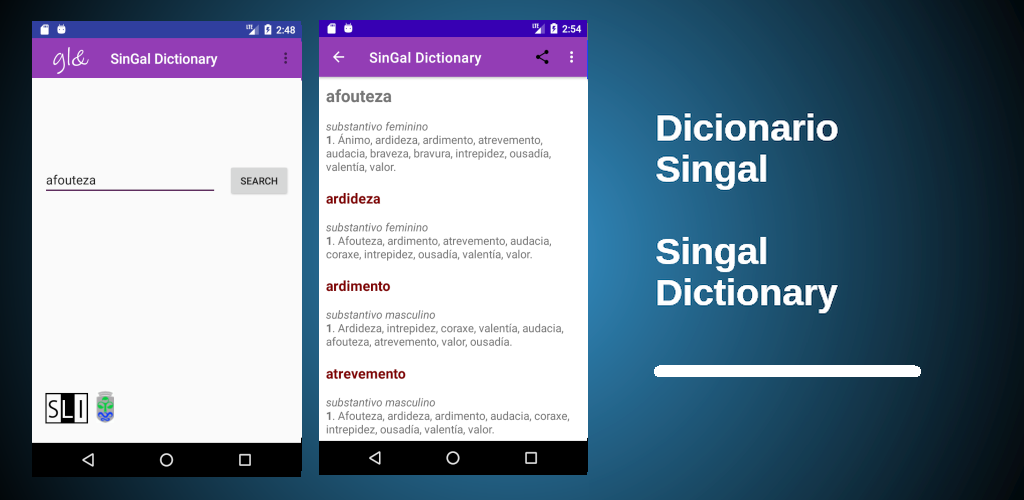 2:48
gl&
SinGal Dictionary
afouteza
SEARCH
SLI
LTE
2:54
SinGal Dictionary
afouteza
substantivo feminino
1. Ánimo, ardideza, ardimento, atrevemento,
audacia, braveza, bravura, intrepidez, ousadía,
valentía, valor.
ardideza
substantivo feminino
1. Afouteza, ardimento, atrevemento, audacia,
coraxe, intrepidez, ousadía, valentía, valor.
ardimento
substantivo masculino
1. Ardideza, intrepidez, coraxe, valentía, audacia,
afouteza, atrevemento, valor, ousadía.
atrevemento
substantivo masculino
1. Afouteza, ardideza, ardimento, audacia, coraxe,
intrepidez, ousadía, valentía, valor.
Dicionario
Singal
Singal
Dictionary